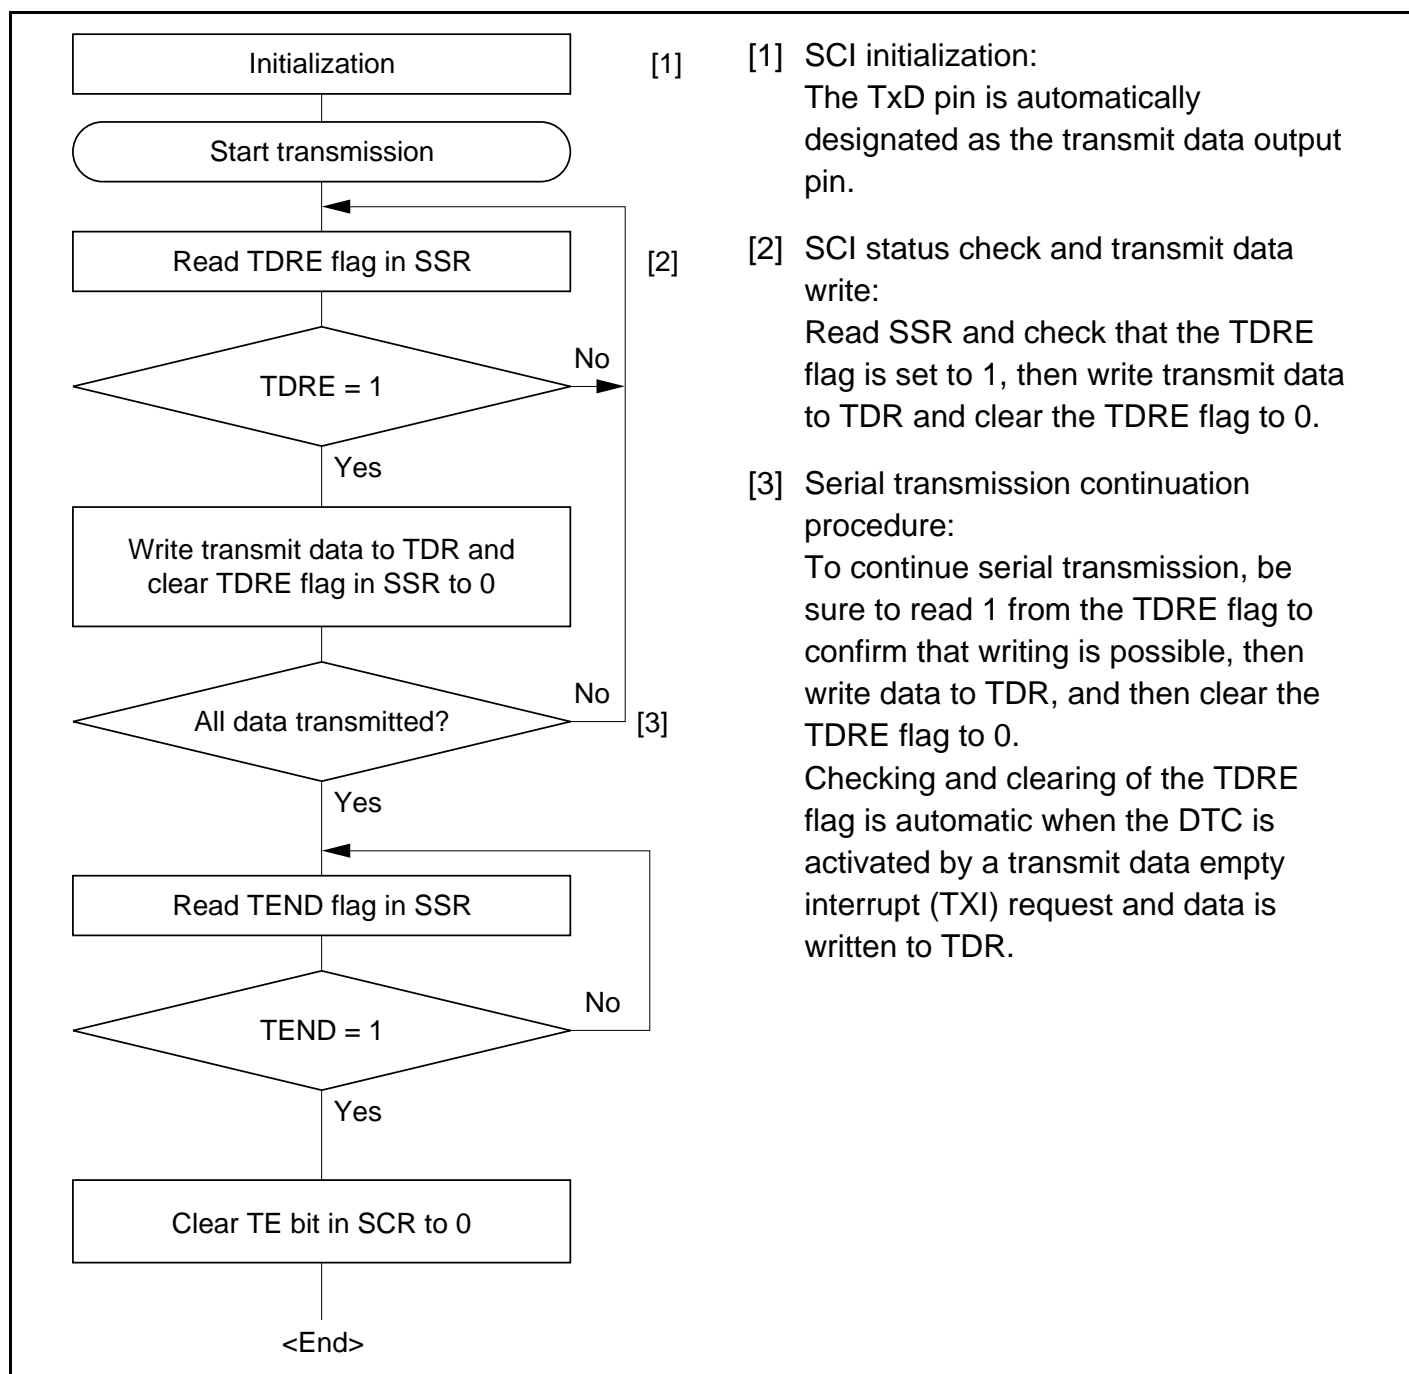 Initialization
[1]
Start transmission
Read TDRE flag in SSR
[2]
No
TDRE = 1
Yes
Write transmit data to TDR and
clear TDRE flag in SSR to 0
No
All data transmitted?
[3]
Yes
Read TEND flag in SSR
No
TEND = 1
Yes
Clear TE bit in SCR to 0
<End>
[1] SCI initialization:
The TxD pin is automatically
designated as the transmit data output
pin.
[2] SCI status check and transmit data
write:
Read SSR and check that the TDRE
flag is set to 1, then write transmit data
to TDR and clear the TDRE flag to 0.
[3] Serial transmission continuation
procedure:
To continue serial transmission, be
sure to read 1 from the TDRE flag to
confirm that writing is possible, then
write data to TDR, and then clear the
TDRE flag to 0.
Checking and clearing of the TDRE
flag is automatic when the DTC is
activated by a transmit data empty
interrupt (TXI) request and data is
written to TDR.